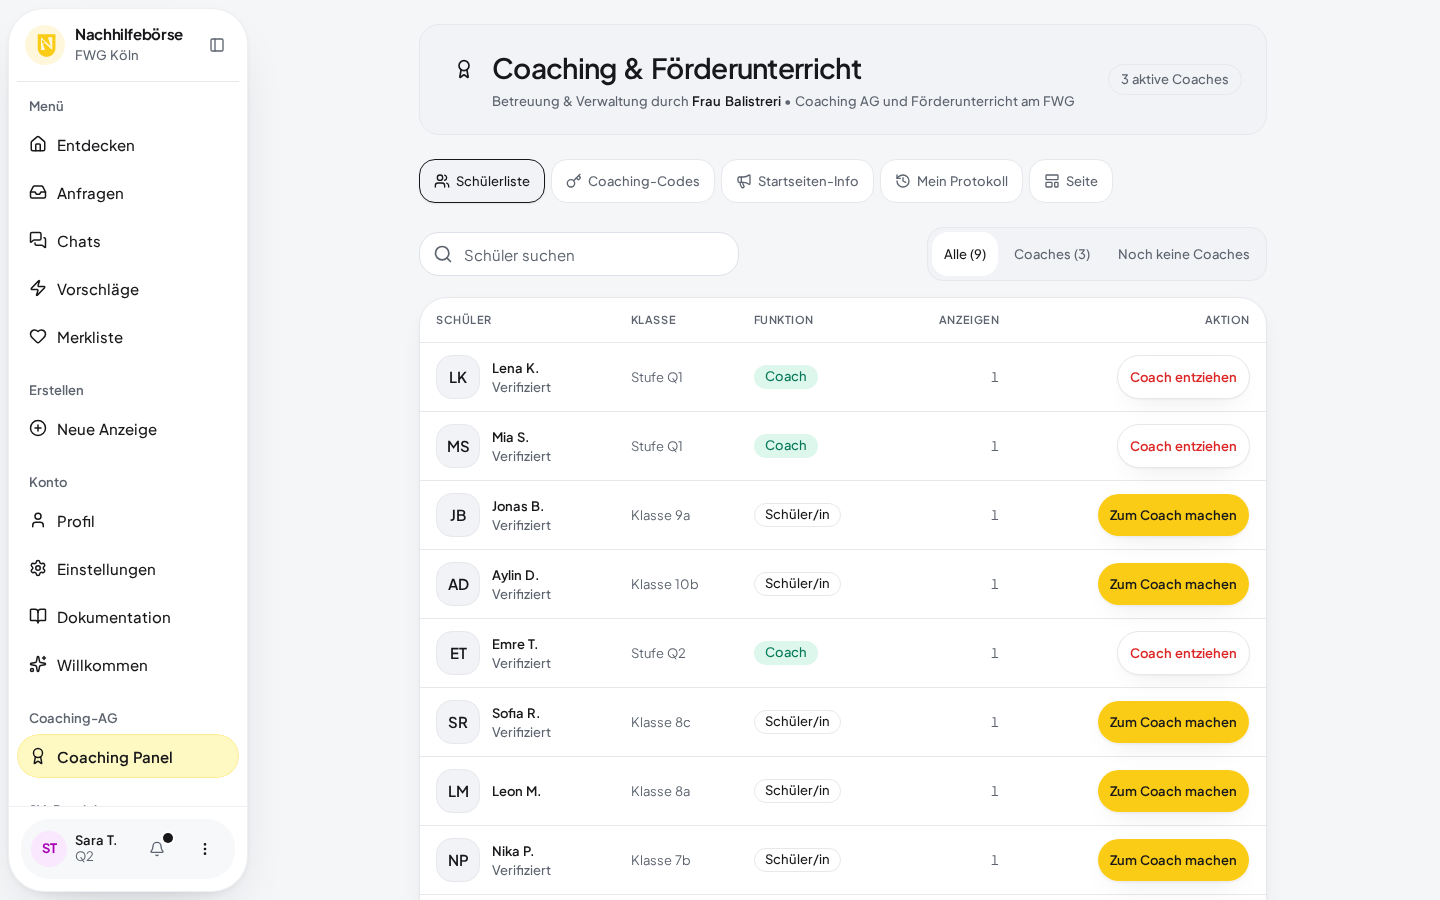 Nachhilfebörse
FWG Köln
Menü
Entdecken
Anfragen
Chats
Vorschläge
Merkliste
Erstellen
Neue Anzeige
Konto
Profil
Einstellungen
Dokumentation
Willkommen
Coaching-AG
Coaching Panel
ST
Sara T.
Q2
Coaching & Förderunterricht
Betreuung & Verwaltung durch Frau Balistreri • Coaching AG und Förderunterricht am FWG
3 aktive Coaches
Schülerliste
Coaching-Codes
Startseiten-Info
Mein Protokoll
Seite
Schüler suchen
Alle (9)
Coaches (3)
Noch keine Coaches
SCHÜLER KLASSE FUNKTION ANZEIGEN AKTION
LK Lena K. Stufe Q1 Coach 1 Coach entziehen
Verifiziert
MS Mia S. Stufe Q1 Coach 1 Coach entziehen
Verifiziert
JB Jonas B. Klasse 9a Schüler/in 1 Zum Coach machen
Verifiziert
AD Aylin D. Klasse 10b Schüler/in 1 Zum Coach machen
Verifiziert
ET Emre T. Stufe Q2 Coach 1 Coach entziehen
Verifiziert
SR Sofia R. Klasse 8c Schüler/in 1 Zum Coach machen
Verifiziert
LM Leon M. Klasse 8a Schüler/in 1 Zum Coach machen
NP Nika P. Klasse 7b Schüler/in 1 Zum Coach machen
Verifiziert